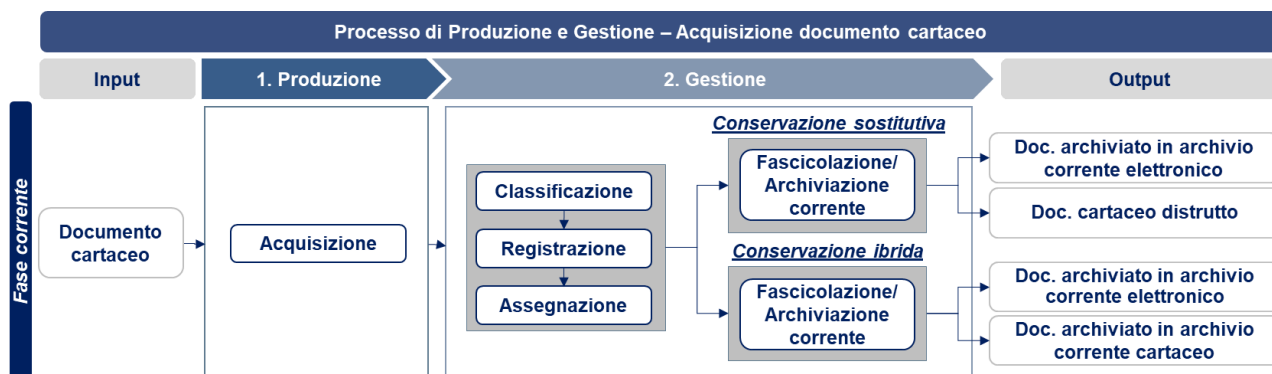 Processo di Produzione e Gestione – Acquisizione documento cartaceo
Input
1. Produzione
2. Gestione
Output
Fase corrente
Documento
cartaceo
Acquisizione
Classificazione
Registrazione
Assegnazione
Conservazione sostitutiva
Fascicolazione/
Archiviazione
corrente
Conservazione ibrida
Fascicolazione/
Archiviazione
corrente
Doc. archiviato in archivio
corrente elettronico
Doc. cartaceo distrutto
Doc. archiviato in archivio
corrente elettronico
Doc. archiviato in archivio
corrente cartaceo